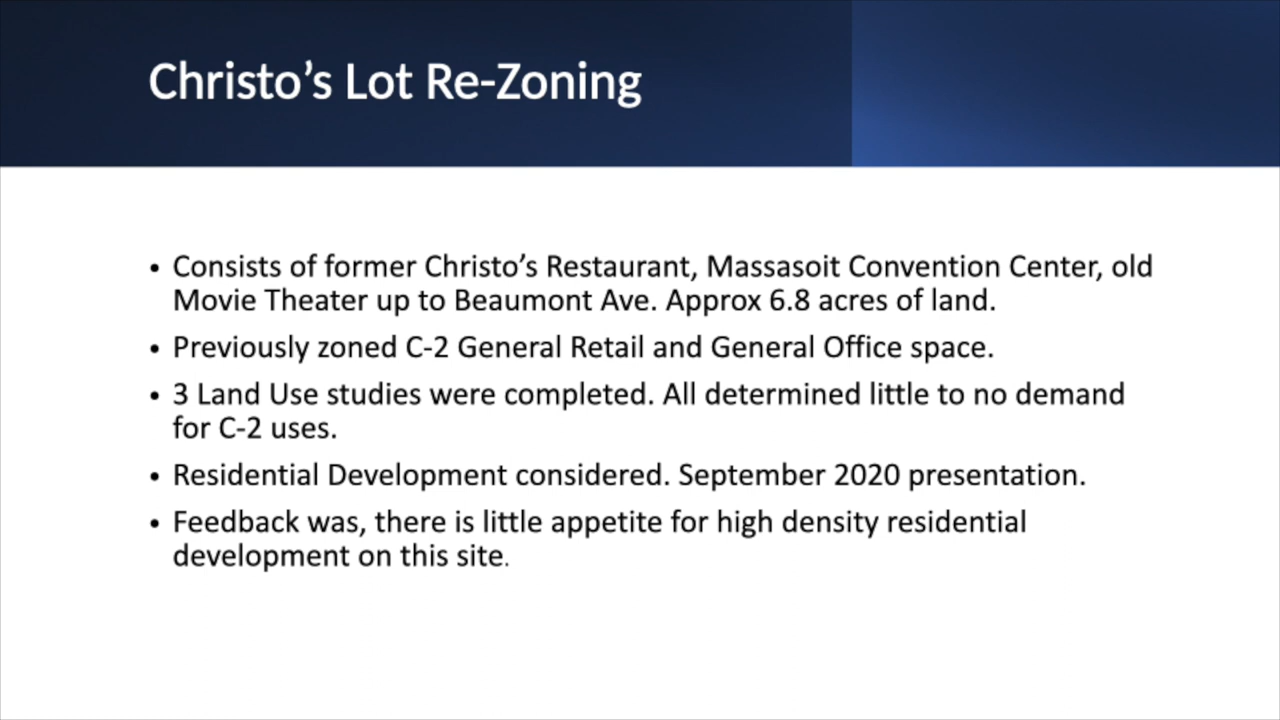 Christo’s Lot Re-Zoning
• Consists of former Christo’s Restaurant, Massasoit Convention Center, old
Movie Theater up to Beaumont Ave. Approx 6.8 acres of land.
• Previously zoned C-2 General Retail and General Office space.
• 3 Land Use studies were completed. All determined little to no demand
for C-2 uses.
• Residential Development considered. September 2020 presentation.
• Feedback was, there is little appetite for high density residential
development on this site.